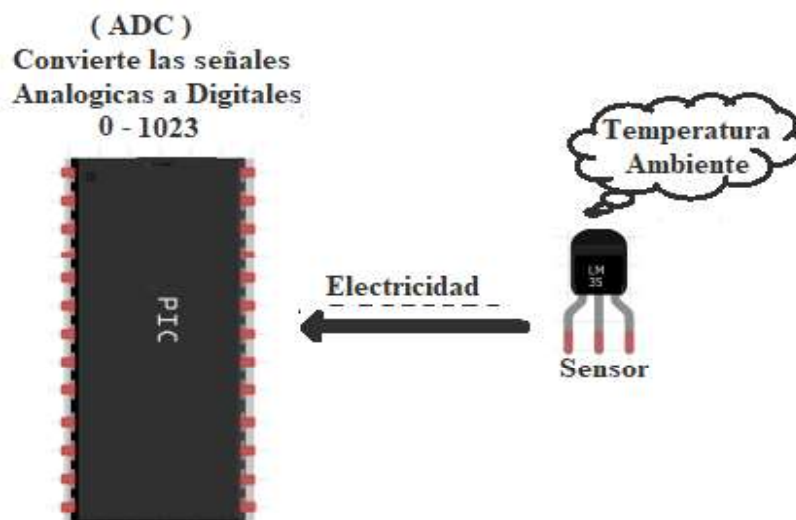 ( ADC )
Convierte las señales
Analogicas a Digitales
0 - 1023
Temperatura
Ambiente
Electricidad
LM
35
PIC
Sensor